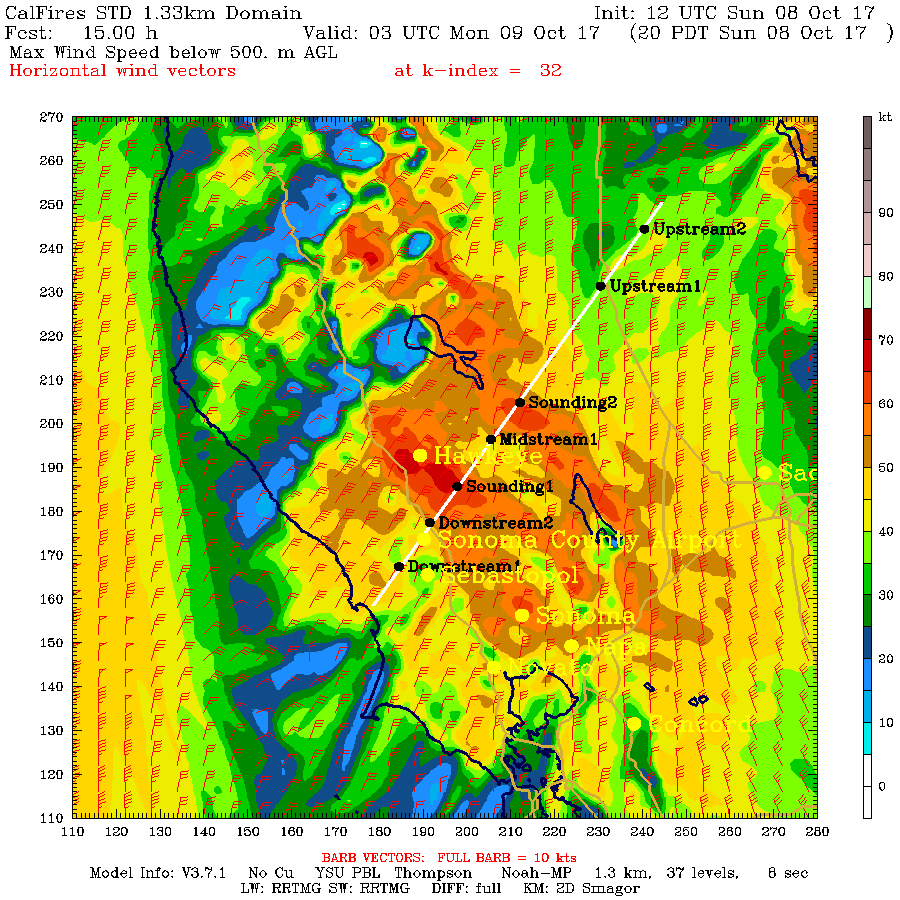 CalFires STD 1.33km Domain Init: 12 UTC Sun 08 Oct 17
Fcst: 15.00 h Valid: 03 UTC Mon 09 Oct 17 (20 PDT Sun 08 Oct 17 )
Max Wind Speed below 500. m AGL
Horizontal wind vectors at k-index = 32
270
260
250
240
230
220
210
200
190
180
170
160
150
140
130
120
110
kt
90
80
70
60
50
40
30
20
10
0
Upstream2
Upstream1
Sounding2
Midstream1
Hawkeye
Sac
Sounding1
Downstream2
Sonoma County Airport
Downstream1
Sebastopol
Sonoma
Napa
Novato
Concord
110 120 130 140 150 160 170 180 190 200 210 220 230 240 250 260 270 280
BARB VECTORS: FULL BARB = 10 kts
Model Info: V3.7.1 No Cu YSU PBL Thompson Noah-MP 1.3 km, 37 levels, 8 sec
LW: RRTMG SW: RRTMG DIFF: full KM: 2D Smagor